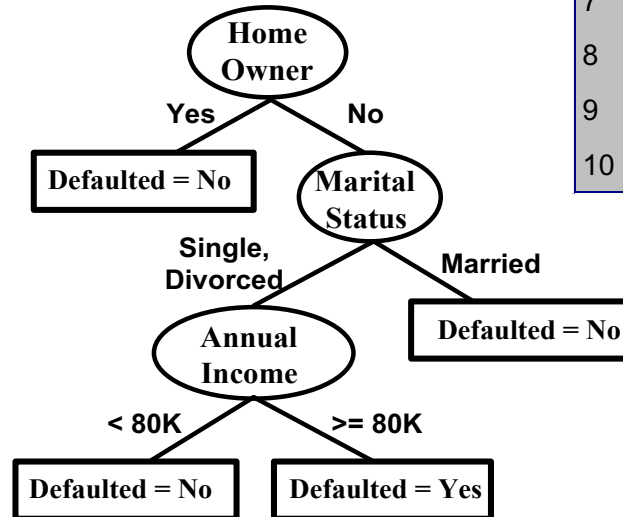 7
8
9
10
Home
Owner
Yes
No
Defaulted = No
Marital
Status
Single,
Divorced
Married
Annual
Income
Defaulted = No
< 80K
>= 80K
Defaulted = No
Defaulted = Yes